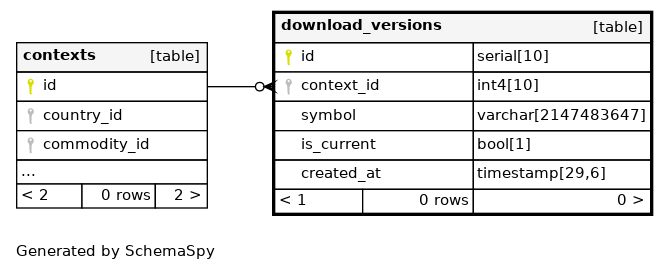 contexts [table]
id
country_id
commodity_id
...
< 2 0 rows 2 >
download_versions [table]
id serial[10]
context_id int4[10]
symbol varchar[2147483647]
is_current bool[1]
created_at timestamp[29,6]
< 1 0 rows 0 >
Generated by SchemaSpy